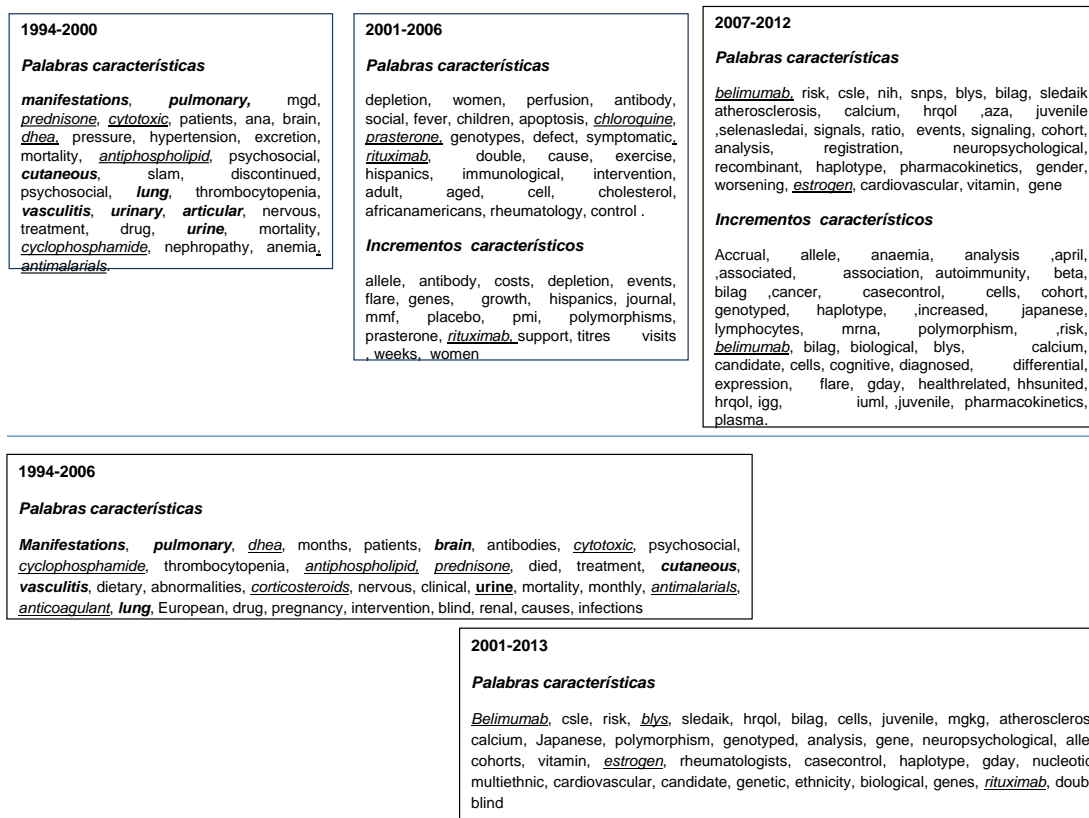 1994-2000
Palabras características
manifestations, pulmonary, mgd,
prednisone, cytotoxic, patients, ana, brain,
dhea, pressure, hypertension, excretion,
mortality, antiphospholipid, psychosocial,
cutaneous, slam, discontinued,
psychosocial, lung, thrombocytopenia,
vasculitis, urinary, articular, nervous,
treatment, drug, urine, mortality,
cyclophosphamide, nephropathy, anemia,
antimalarials.
2001-2006
Palabras características
depletion, women, perfusion, antibody,
social, fever, children, apoptosis, chloroquine,
prasterone, genotypes, defect, symptomatic,
rituximab, double, cause, exercise,
hispanics, immunological, intervention,
adult, aged, cell, cholesterol,
africanamericans, rheumatology, control .
Incrementos característicos
allele, antibody, costs, depletion, events,
flare, genes, growth, hispanics, journal,
mmf, placebo, pmi, polymorphisms,
prasterone, rituximab, support, titres visits
, weeks, women
2007-2012
Palabras características
belimumab, risk, csle, nih, snps, blys, bilag, sledaik
atherosclerosis, calcium, hrqol ,aza, juvenile
,selenasledai, signals, ratio, events, signaling, cohort,
analysis, registration, neuropsychological,
recombinant, haplotype, pharmacokinetics, gender,
worsening, estrogen, cardiovascular, vitamin, gene
Incrementos característicos
Accrual, allele, anaemia, analysis ,april,
,associated, association, autoimmunity, beta,
bilag ,cancer, casecontrol, cells, cohort,
genotyped, haplotype, ,increased, japanese,
lymphocytes, mrna, polymorphism, ,risk,
belimumab, bilag, biological, blys, calcium,
candidate, cells, cognitive, diagnosed, differential,
expression, flare, gday, healthrelated, hhsunited,
hrqol, igg, iuml, ,juvenile, pharmacokinetics,
plasma.
1994-2006
Palabras características
Manifestations, pulmonary, dhea, months, patients, brain, antibodies, cytotoxic, psychosocial,
cyclophosphamide, thrombocytopenia, antiphospholipid, prednisone, died, treatment, cutaneous,
vasculitis, dietary, abnormalities, corticosteroids, nervous, clinical, urine, mortality, monthly, antimalarials,
anticoagulant, lung, European, drug, pregnancy, intervention, blind, renal, causes, infections
2001-2013
Palabras características
Belimumab, csle, risk, blys, sledaik, hrqol, bilag, cells, juvenile, mgkg, atheroscleros
calcium, Japanese, polymorphism, genotyped, analysis, gene, neuropsychological, alle
cohorts, vitamin, estrogen, rheumatologists, casecontrol, haplotype, gday, nucleotic
multiethnic, cardiovascular, candidate, genetic, ethnicity, biological, genes, rituximab, doub
blind